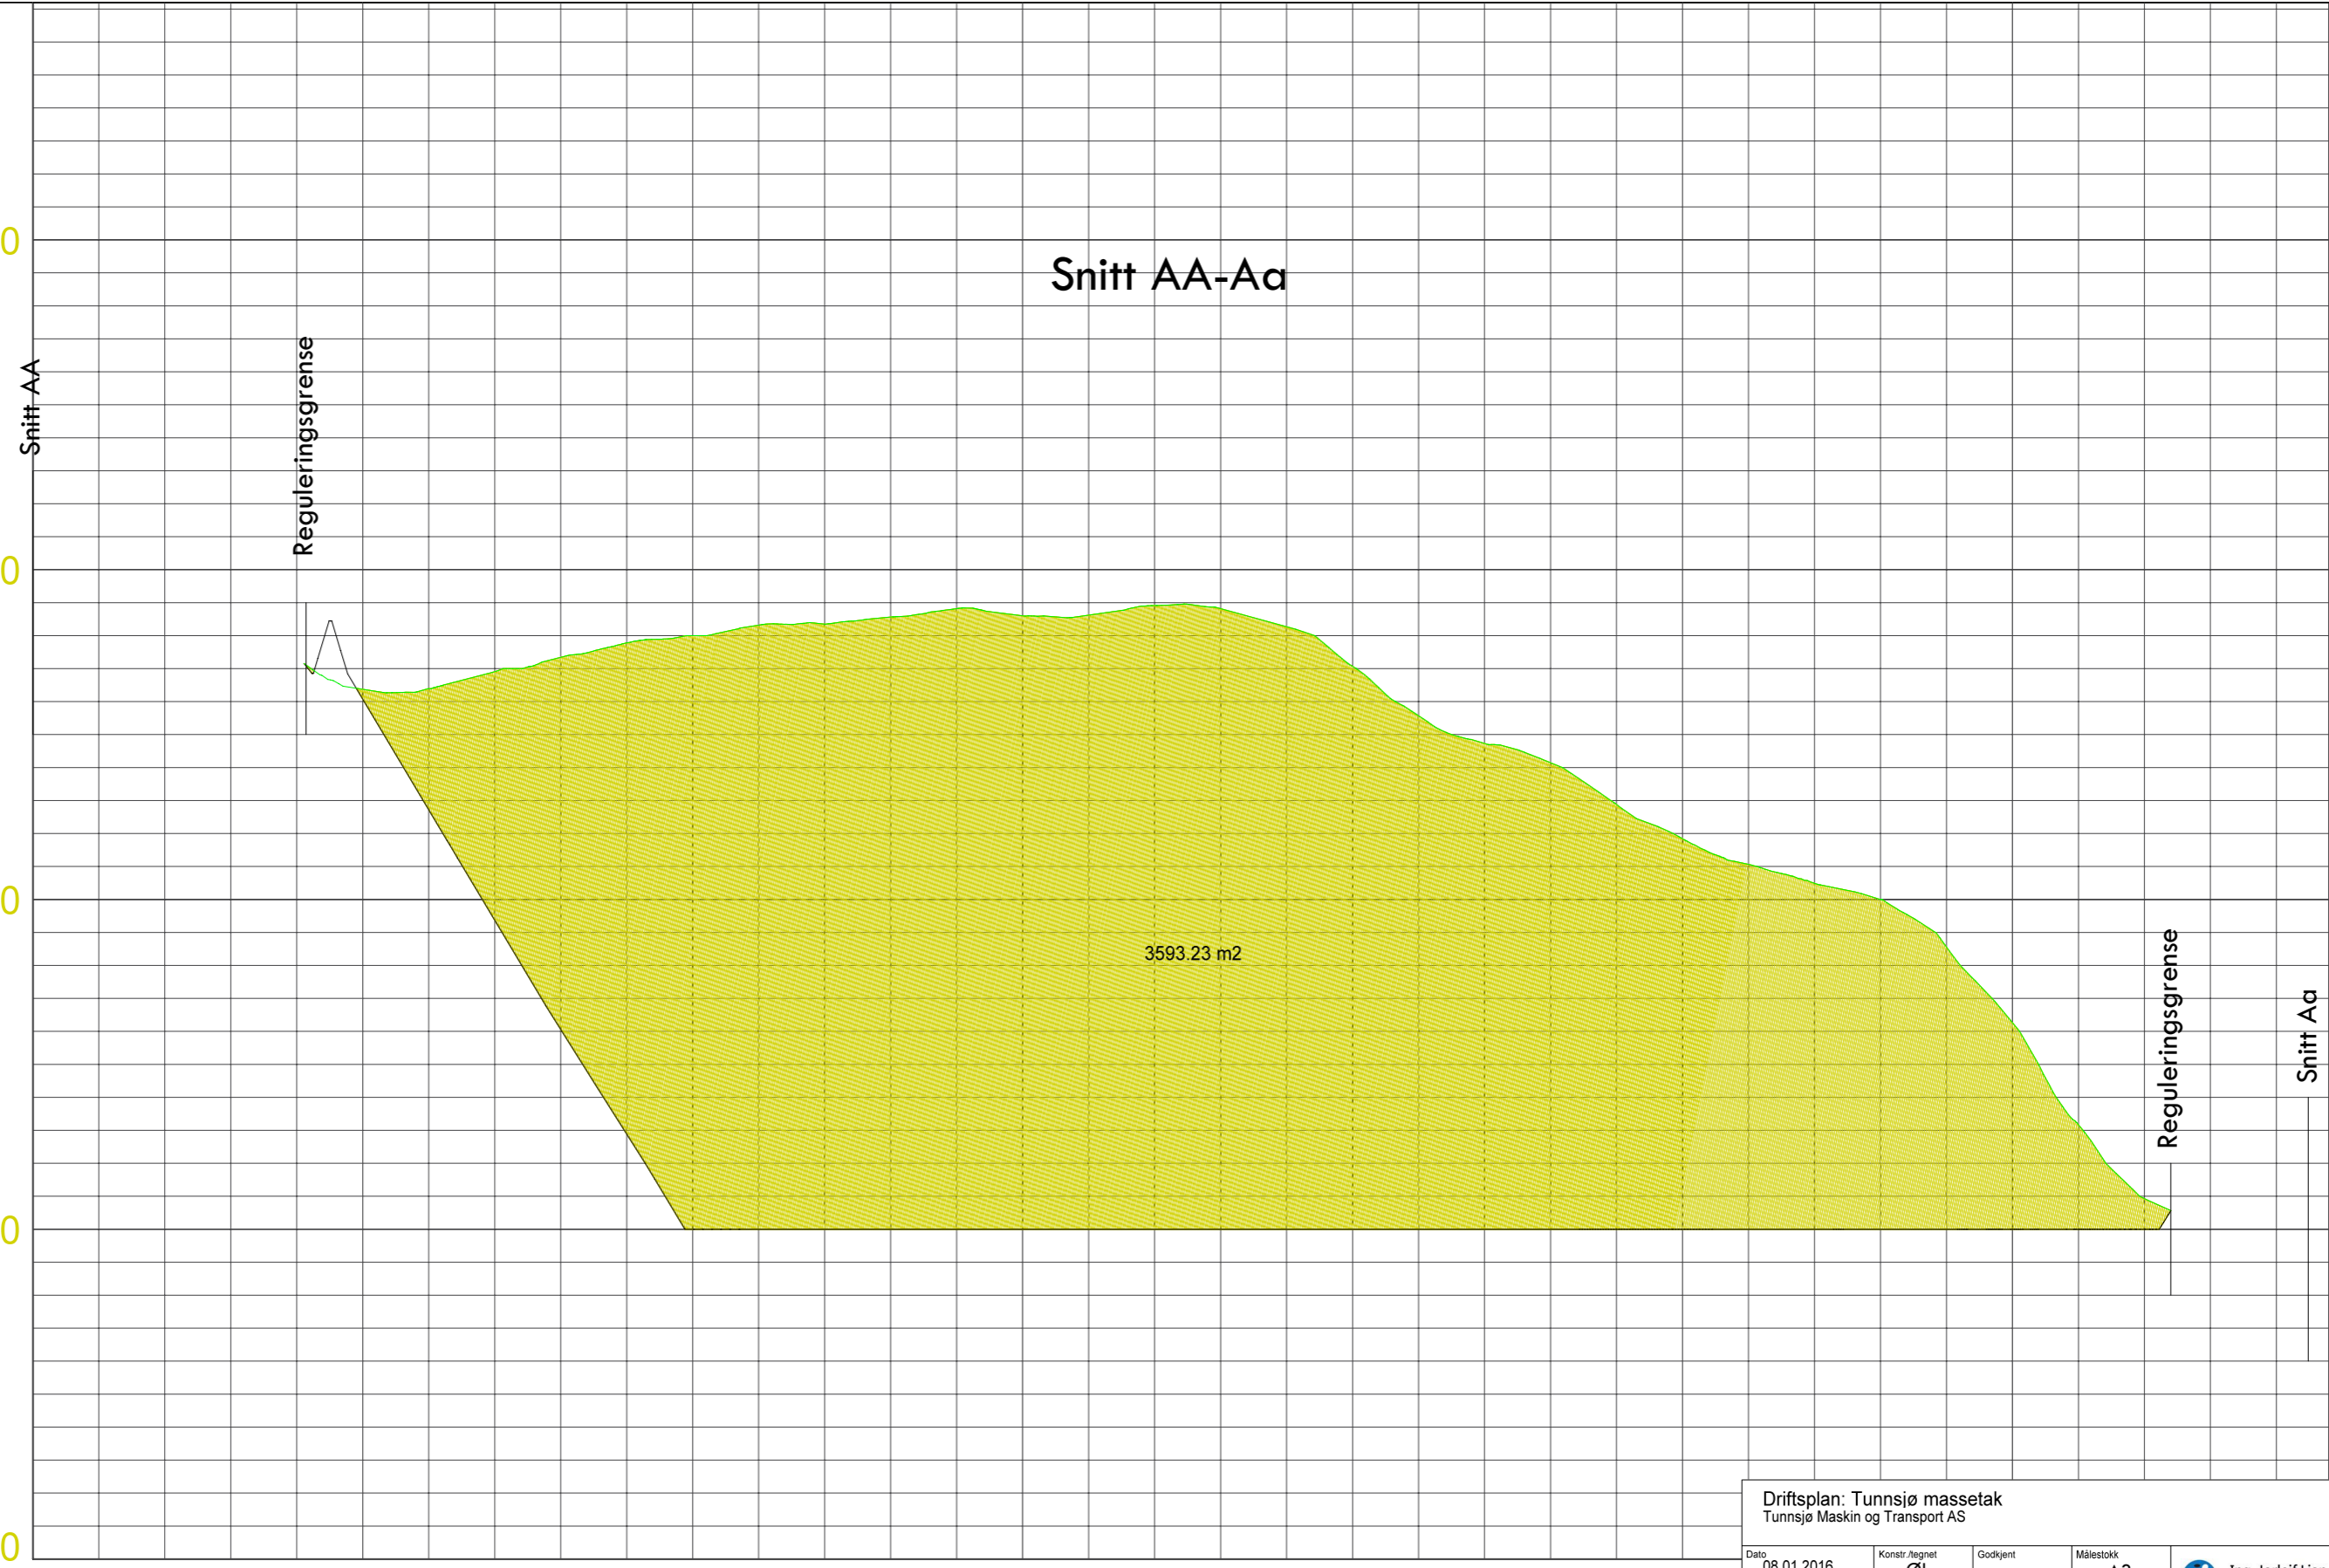 Snitt AA-Aa
Snitt AA
Reguleringsgrense
0
0
0
0
0
3593.23 m2
Reguleringsgrense
Snitt Aa
Driftsplan: Tunnsjø massetak
Tunnsjø Maskin og Transport AS
Dato
Konstr./tegnet
Godkjent
Målestokk
08.01.2016